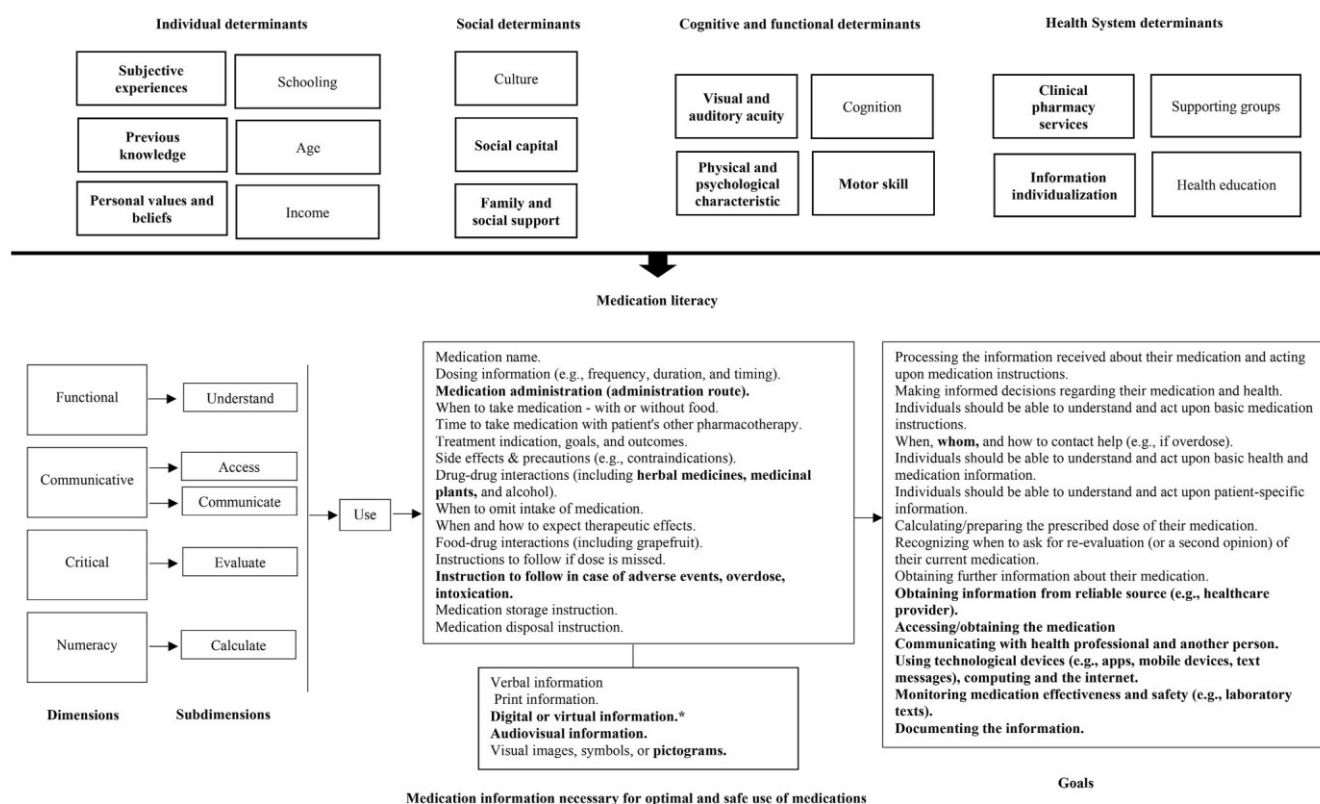 Individual determinants
Social determinants
Cognitive and functional determinants
Health System determinants
Subjective
experiences
Schooling
Previous
knowledge
Age
Personal values and
beliefs
Income
Culture
Social capital
Family and
social support
Visual and
auditory acuity
Cognition
Physical and
psychological
characteristic
Motor skill
Clinical
pharmacy
services
Supporting groups
Information
individualization
Health education
Medication literacy
Functional
Understand
Communicative
Access
Communicate
Critical
Evaluate
Numeracy
Calculate
Dimensions
Subdimensions
Use
Medication name.
Dosing information (e.g., frequency, duration, and timing).
Medication administration (administration route).
When to take medication - with or without food.
Time to take medication with patient's other pharmacotherapy.
Treatment indication, goals, and outcomes.
Side effects & precautions (e.g., contraindications).
Drug-drug interactions (including herbal medicines, medicinal
plants, and alcohol).
When to omit intake of medication.
When and how to expect therapeutic effects.
Food-drug interactions (including grapefruit).
Instructions to follow if dose is missed.
Instruction to follow in case of adverse events, overdose,
intoxication.
Medication storage instruction.
Medication disposal instruction.
Verbal information
Print information.
Digital or virtual information.*
Audiovisual information.
Visual images, symbols, or pictograms.
Medication information necessary for optimal and safe use of medications
Processing the information received about their medication and acting
upon medication instructions.
Making informed decisions regarding their medication and health.
Individuals should be able to understand and act upon basic medication
instructions.
When, whom, and how to contact help (e.g., if overdose).
Individuals should be able to understand and act upon basic health and
medication information.
Individuals should be able to understand and act upon patient-specific
information.
Calculating/preparing the prescribed dose of their medication.
Recognizing when to ask for re-evaluation (or a second opinion) of
their current medication.
Obtaining further information about their medication.
Obtaining information from reliable source (e.g., healthcare
provider).
Accessing/obtaining the medication
Communicating with health professional and another person.
Using technological devices (e.g., apps, mobile devices, text
messages), computing and the internet.
Monitoring medication effectiveness and safety (e.g., laboratory
texts).
Documenting the information.
Goals